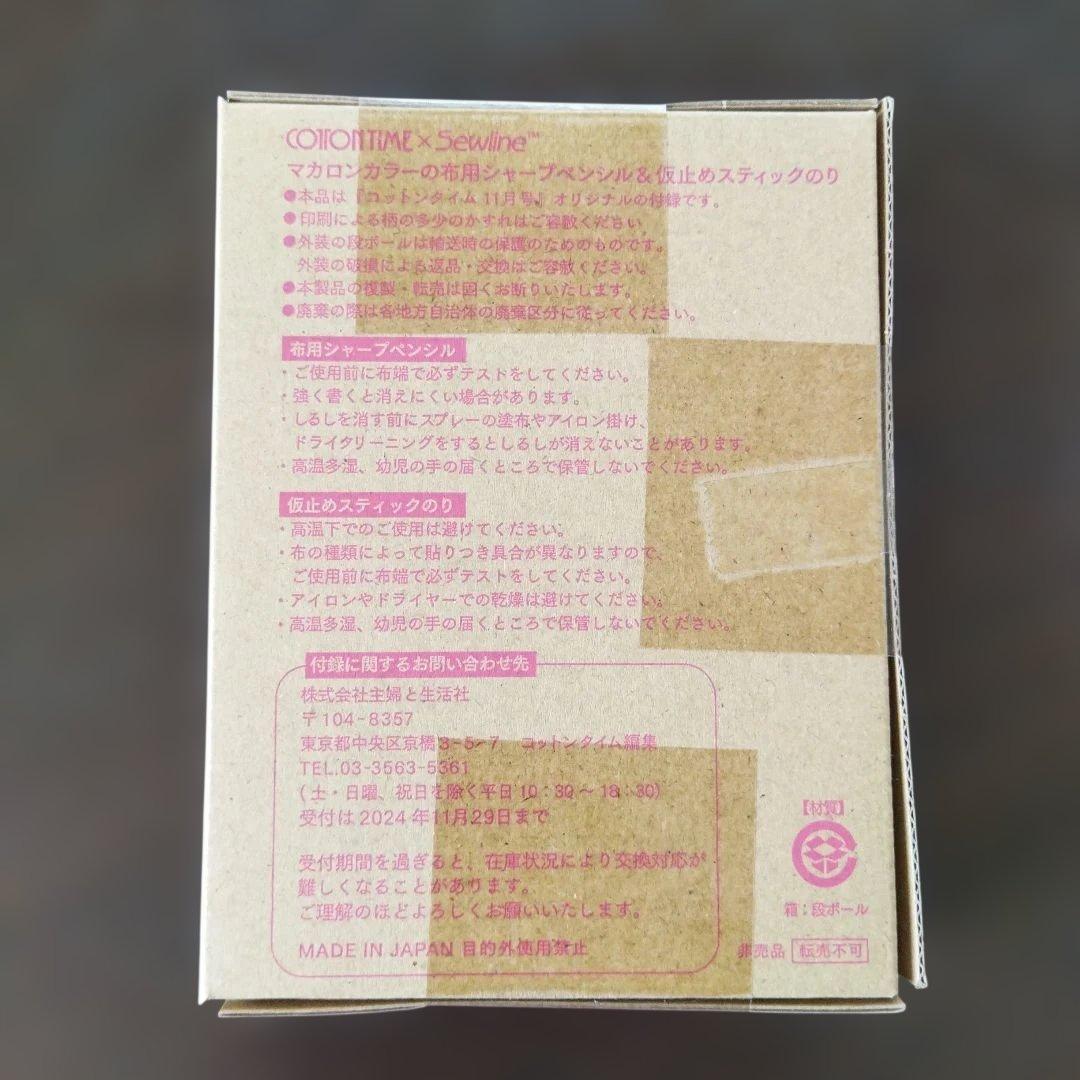 COTTONTIME×Sewline™
マカロンカラーの布用シャープペンシル&仮止めスティックのり
●本品は『コットンタイム 11月号』オリジナルの付録です。
●印刷による柄の多少のかすれはご容赦ください
●外装の段ボールは輸送時の保護のためのものです。
外装の破損による返品・交換はご容赦ください。
●本製品の複製・転売は固くお断りいたします。
●廃棄の際は各地方自治体の廃棄区分に従ってください。
布用シャープペンシル
・ご使用前に布端で必ずテストをしてください。
・強く書くと消えにくい場合があります。
・しるしを消す前にスプレーの塗布やアイロン掛け、
ドライクリーニングをするとしるしが消えないことがあります。
・高温多湿、幼児の手の届くところで保管しないでください。
仮止めスティックのり
・高温下でのご使用は避けてください。
・布の種類によって貼りつき具合が異なりますので、
ご使用前に布端で必ずテストをしてください。
・アイロンやドライヤーでの乾燥は避けてください。
・高温多湿、幼児の手の届くところで保管しないでください。
付録に関するお問い合わせ先
株式会社主婦と生活社
〒104-8357
東京都中央区京橋3-5-7 コットンタイム編集
TEL.03-3563-5361
(土・日曜、祝日を除く平日10:30~18:30)
受付は2024年11月29日まで
受付期間を過ぎると、在庫状況により交換対応が
難しくなることがあります。
ご理解のほどよろしくお願いいたします。
MADE IN JAPAN 目的外使用禁止
【材質】
箱:段ボール
非売品 転売不可